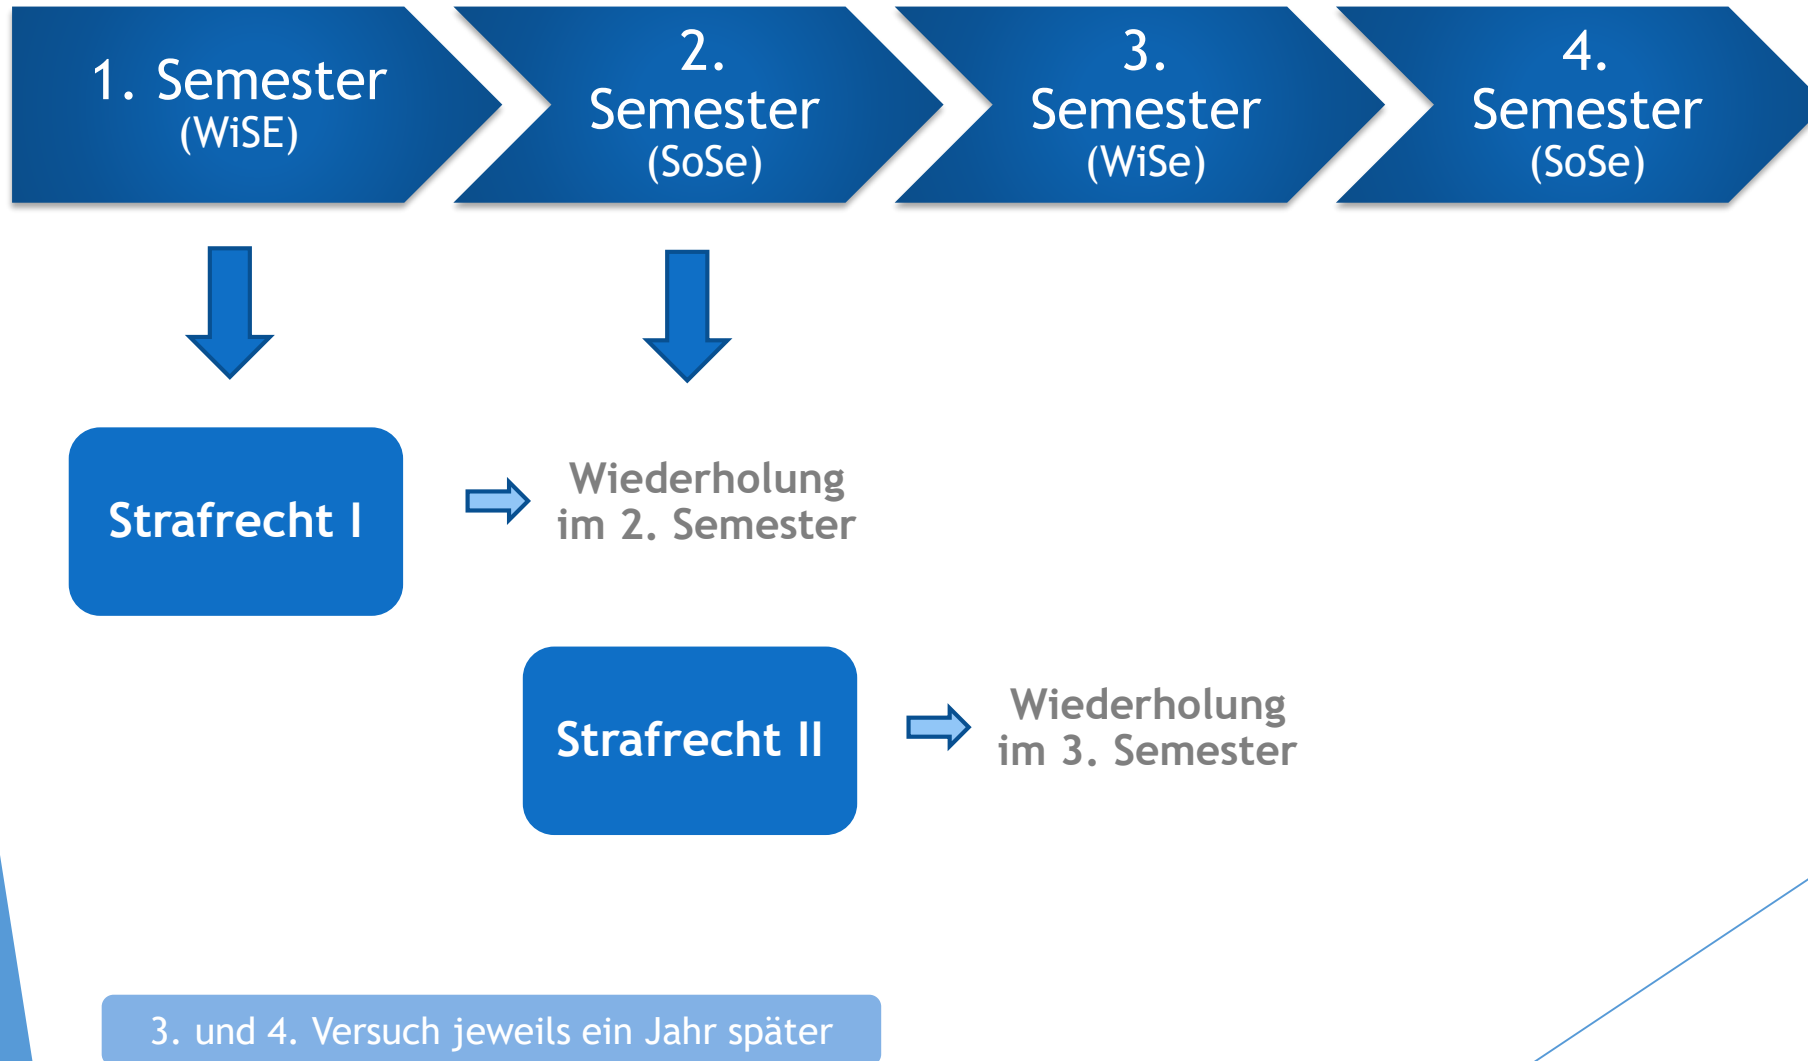 1. Semester
(WiSE)
2.
Semester
(SoSe)
3.
Semester
(WiSe)
4.
Semester
(SoSe)
Strafrecht I
Wiederholung
im 2. Semester
Strafrecht II
Wiederholung
im 3. Semester
3. und 4. Versuch jeweils ein Jahr später